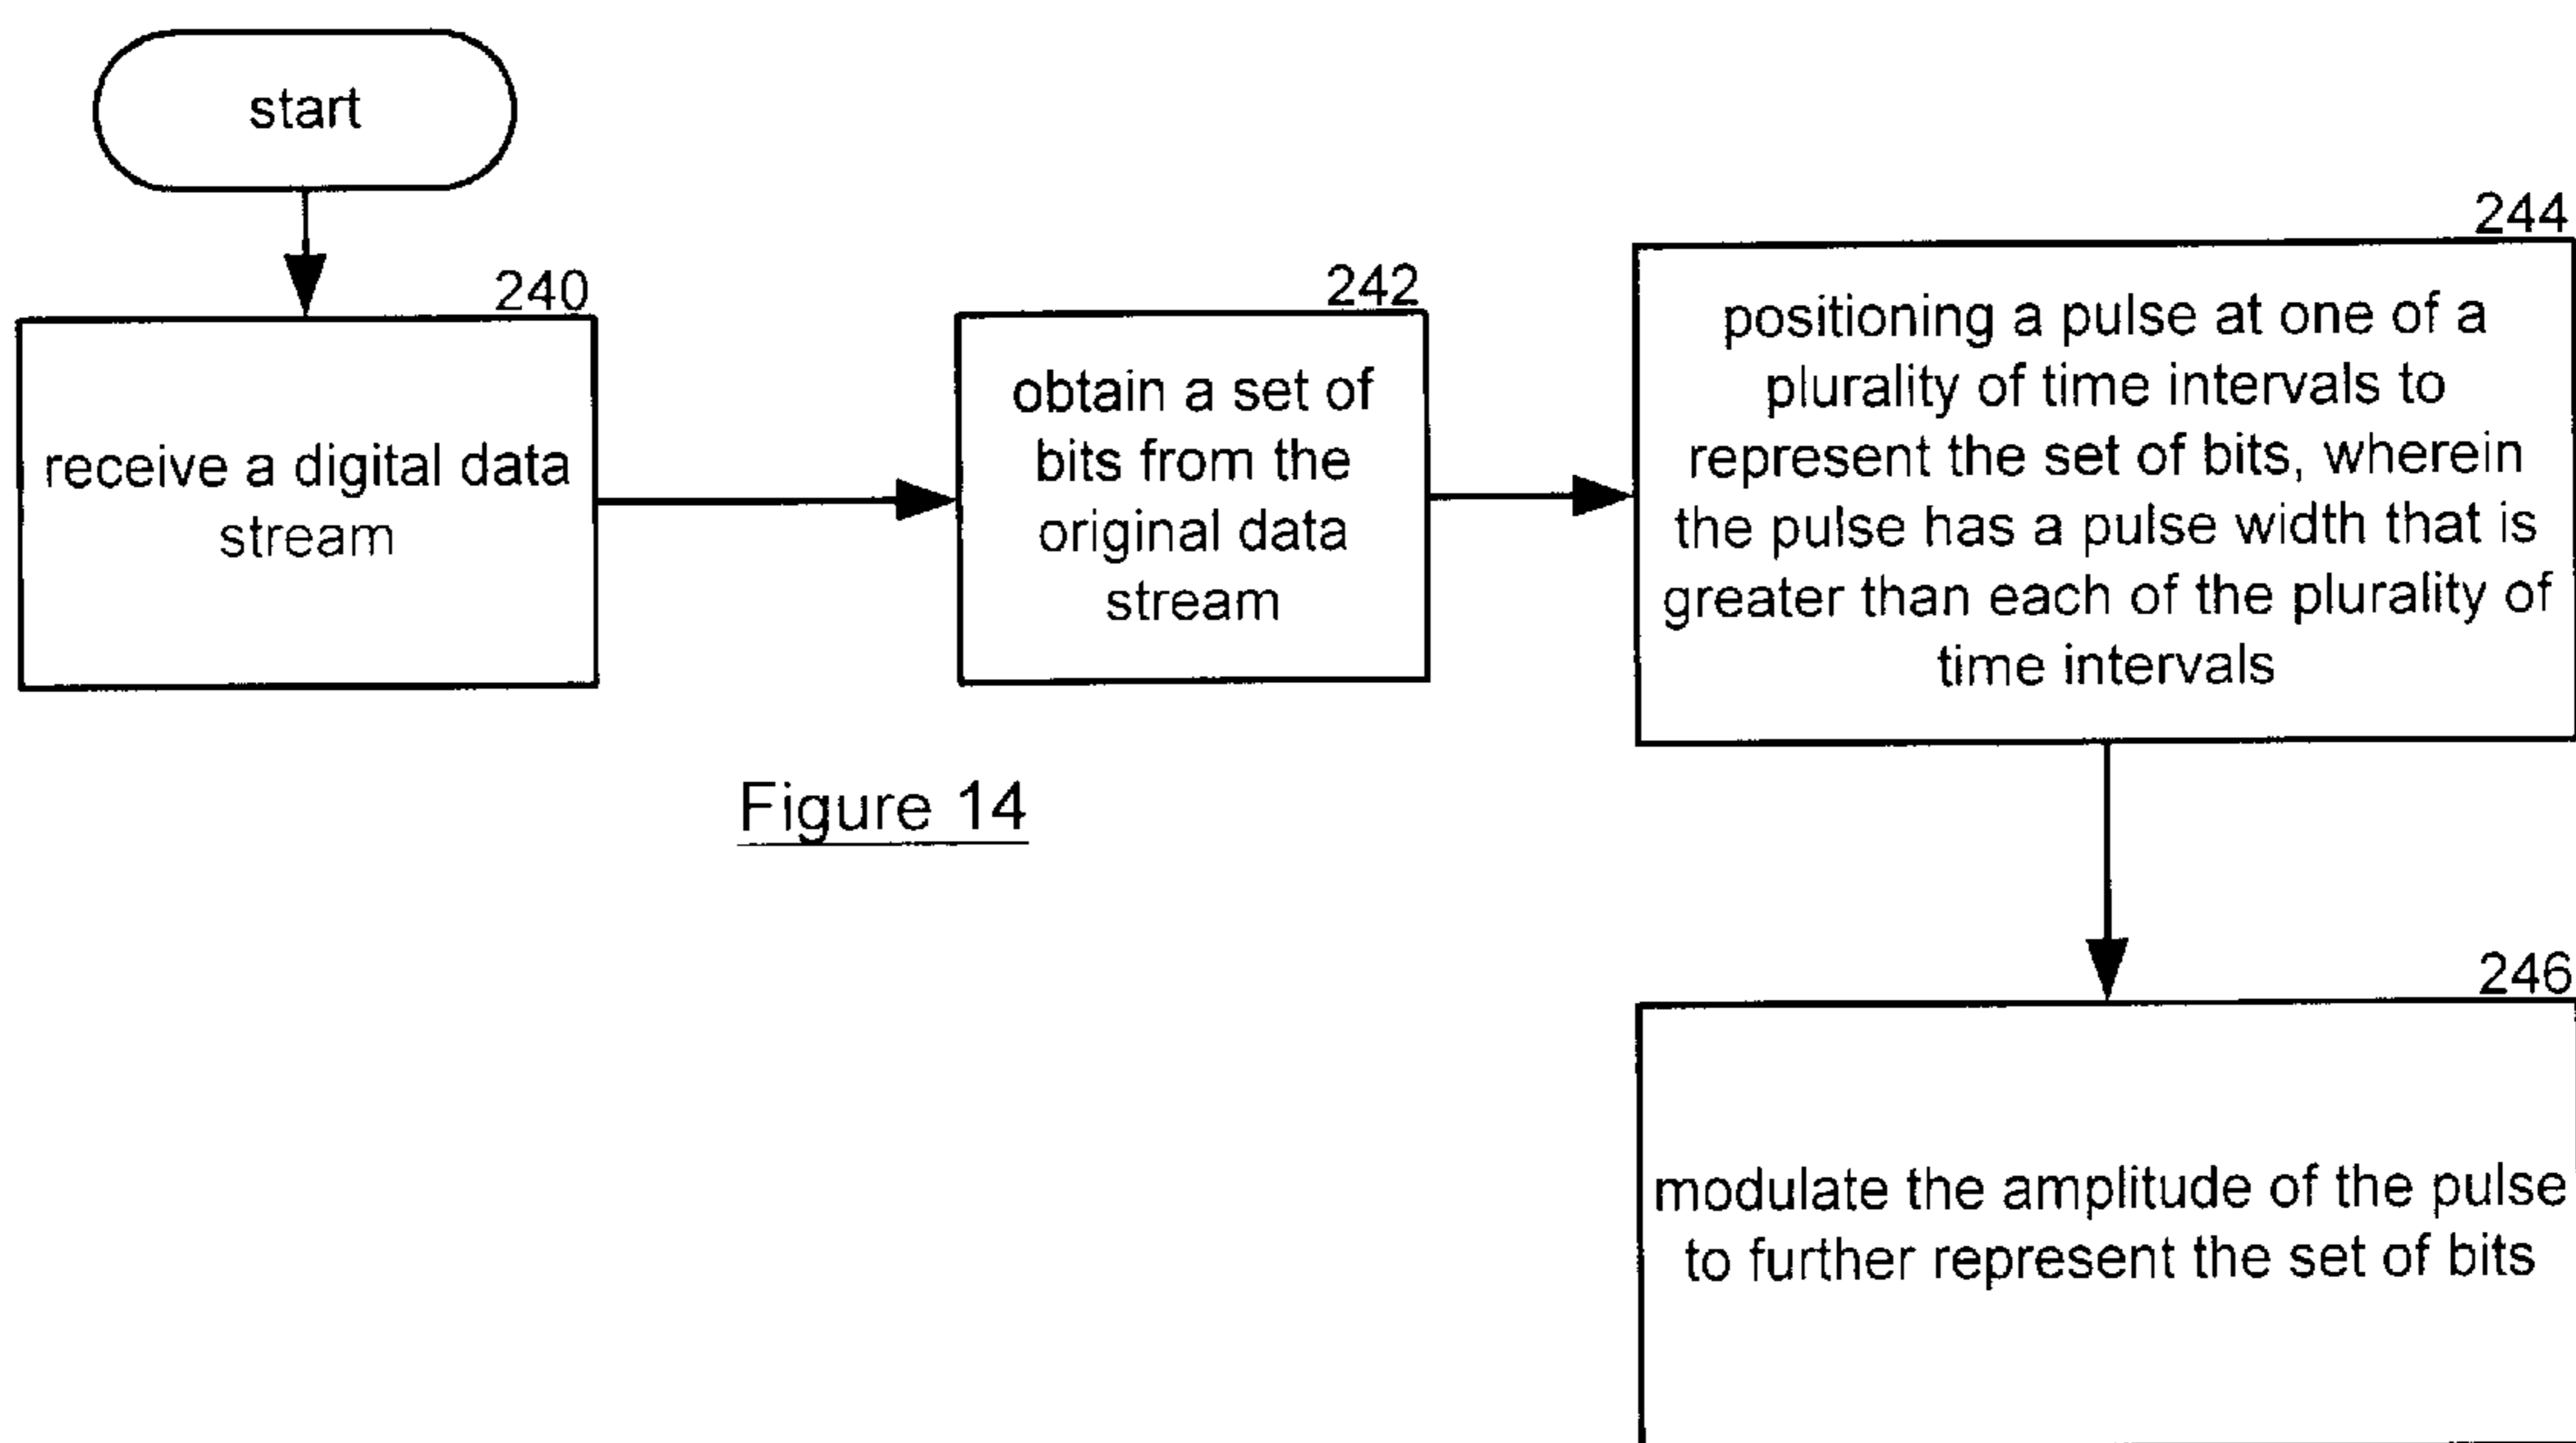 start
240
receive a digital data
stream
242
obtain a set of
bits from the
original data
stream
244
positioning a pulse at one of a
plurality of time intervals to
represent the set of bits, wherein
the pulse has a pulse width that is
greater than each of the plurality of
time intervals
Figure 14
246
modulate the amplitude of the pulse
to further represent the set of bits